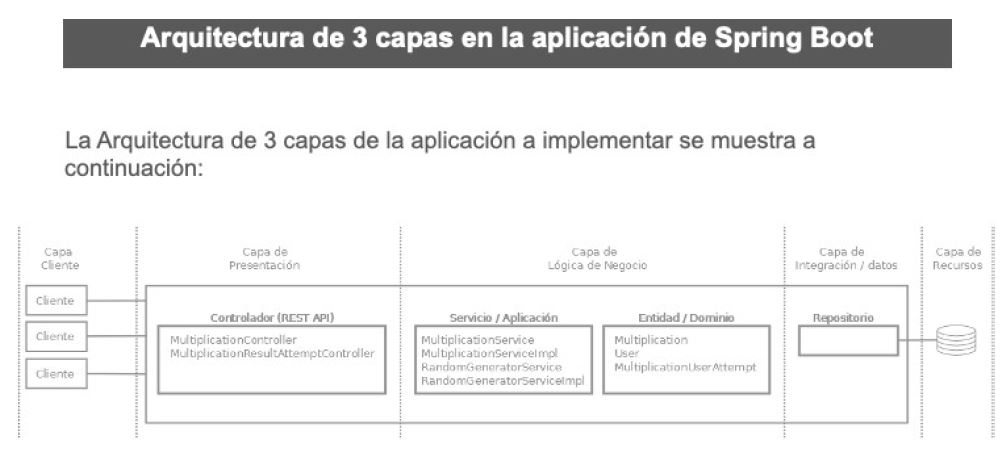 Arquitectura de 3 capas en la aplicación de Spring Boot
La Arquitectura de 3 capas de la aplicación a implementar se muestra a
continuación:
Capa
Cliente
Capa de
Presentación
Capa de
Lógica de Negocio
Capa de
Integración / datos
Capa de
Recursos
Cliente
Cliente
Cliente
Controlador (REST API)
MultiplicationController
MultiplicationResultAttemptController
Servicio / Aplicación
MultiplicationService
MultiplicationServiceImpl
RandomGeneratorService
RandomGeneratorServiceImpl
Entidad / Dominio
Multiplication
User
MultiplicationUserAttempt
Repositorio